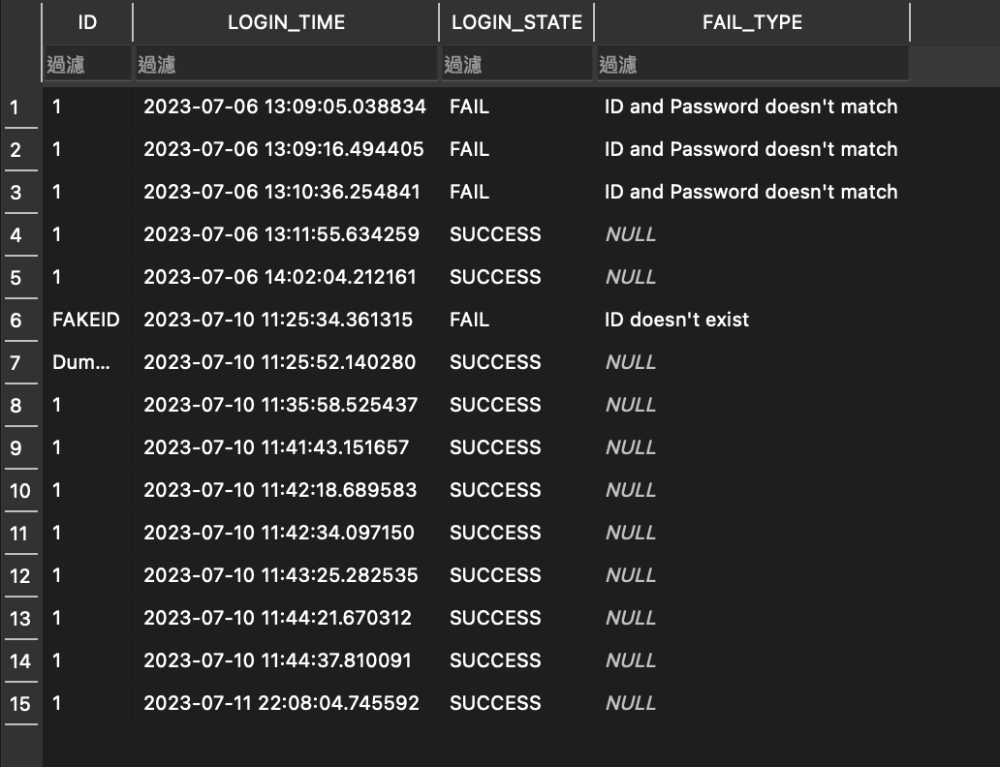 ID LOGIN_TIME LOGIN_STATE FAIL_TYPE
過濾 過濾 過濾 過濾
1 1 2023-07-06 13:09:05.038834 FAIL ID and Password doesn't match
2 1 2023-07-06 13:09:16.494405 FAIL ID and Password doesn't match
3 1 2023-07-06 13:10:36.254841 FAIL ID and Password doesn't match
4 1 2023-07-06 13:11:55.634259 SUCCESS NULL
5 1 2023-07-06 14:02:04.212161 SUCCESS NULL
6 FAKEID 2023-07-10 11:25:34.361315 FAIL ID doesn't exist
7 Dum... 2023-07-10 11:25:52.140280 SUCCESS NULL
8 1 2023-07-10 11:35:58.525437 SUCCESS NULL
9 1 2023-07-10 11:41:43.151657 SUCCESS NULL
10 1 2023-07-10 11:42:18.689583 SUCCESS NULL
11 1 2023-07-10 11:42:34.097150 SUCCESS NULL
12 1 2023-07-10 11:43:25.282535 SUCCESS NULL
13 1 2023-07-10 11:44:21.670312 SUCCESS NULL
14 1 2023-07-10 11:44:37.810091 SUCCESS NULL
15 1 2023-07-11 22:08:04.745592 SUCCESS NULL